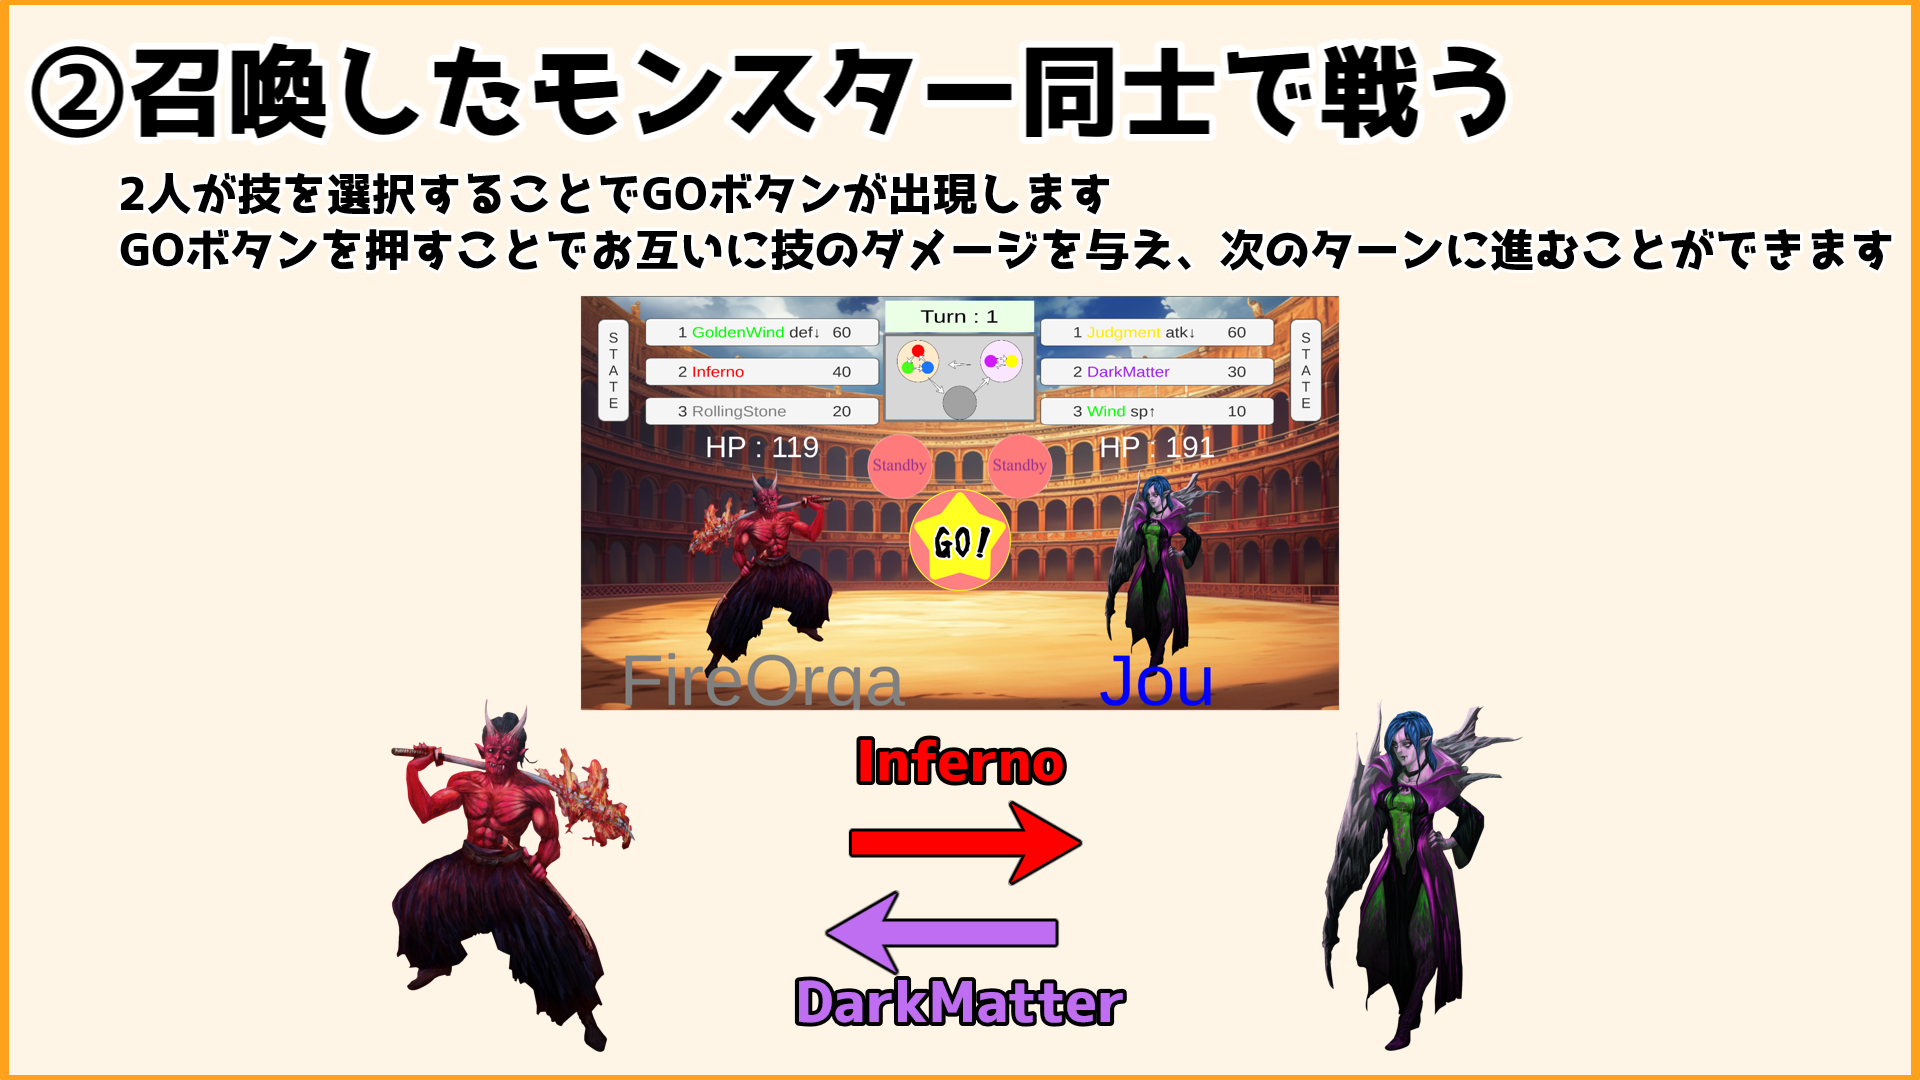 ②召喚したモンスター同士で戦う
2人が技を選択することでGOボタンが出現します
GOボタンを押すことでお互いに技のダメージを与え、次のターンに進むことができます
Turn : 1
STATE
1 GoldenWind def↓ 60
2 Inferno 40
3 RollingStone 20
1 Judgment atk↓ 60
2 DarkMatter 30
3 Wind sp↑ 10
STATE
HP : 119
HP : 191
Standby
Standby
GO!
FireOrga
Jou
Inferno
DarkMatter